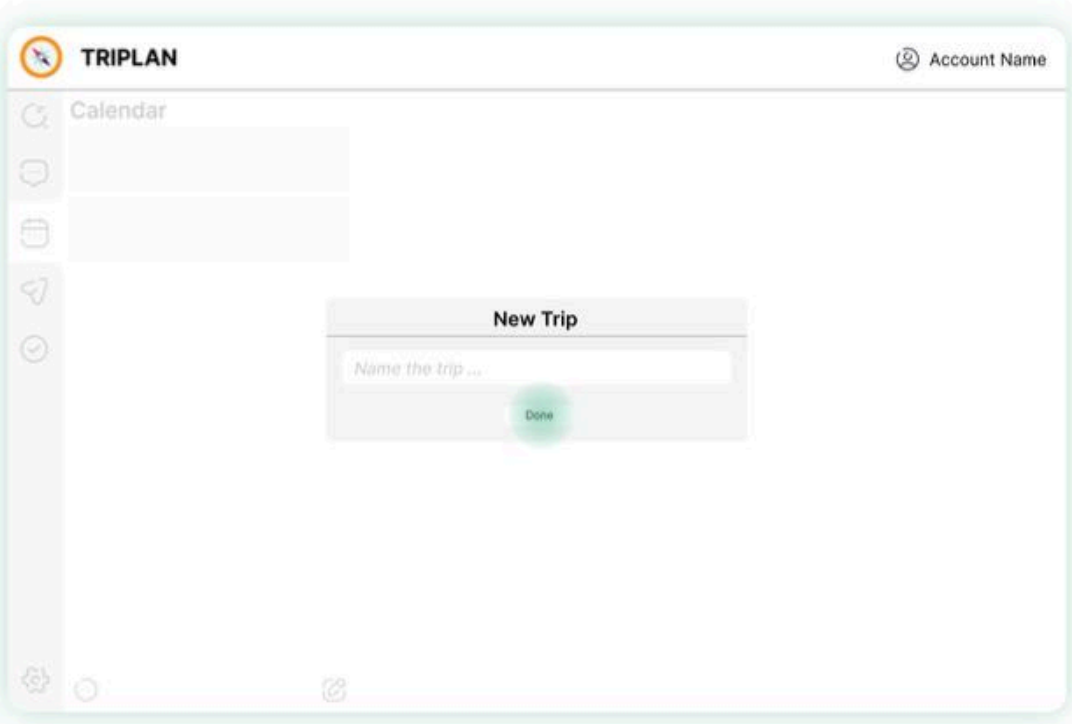 TRIPLAN
Account Name
Calendar
New Trip
Name the trip ...
Done